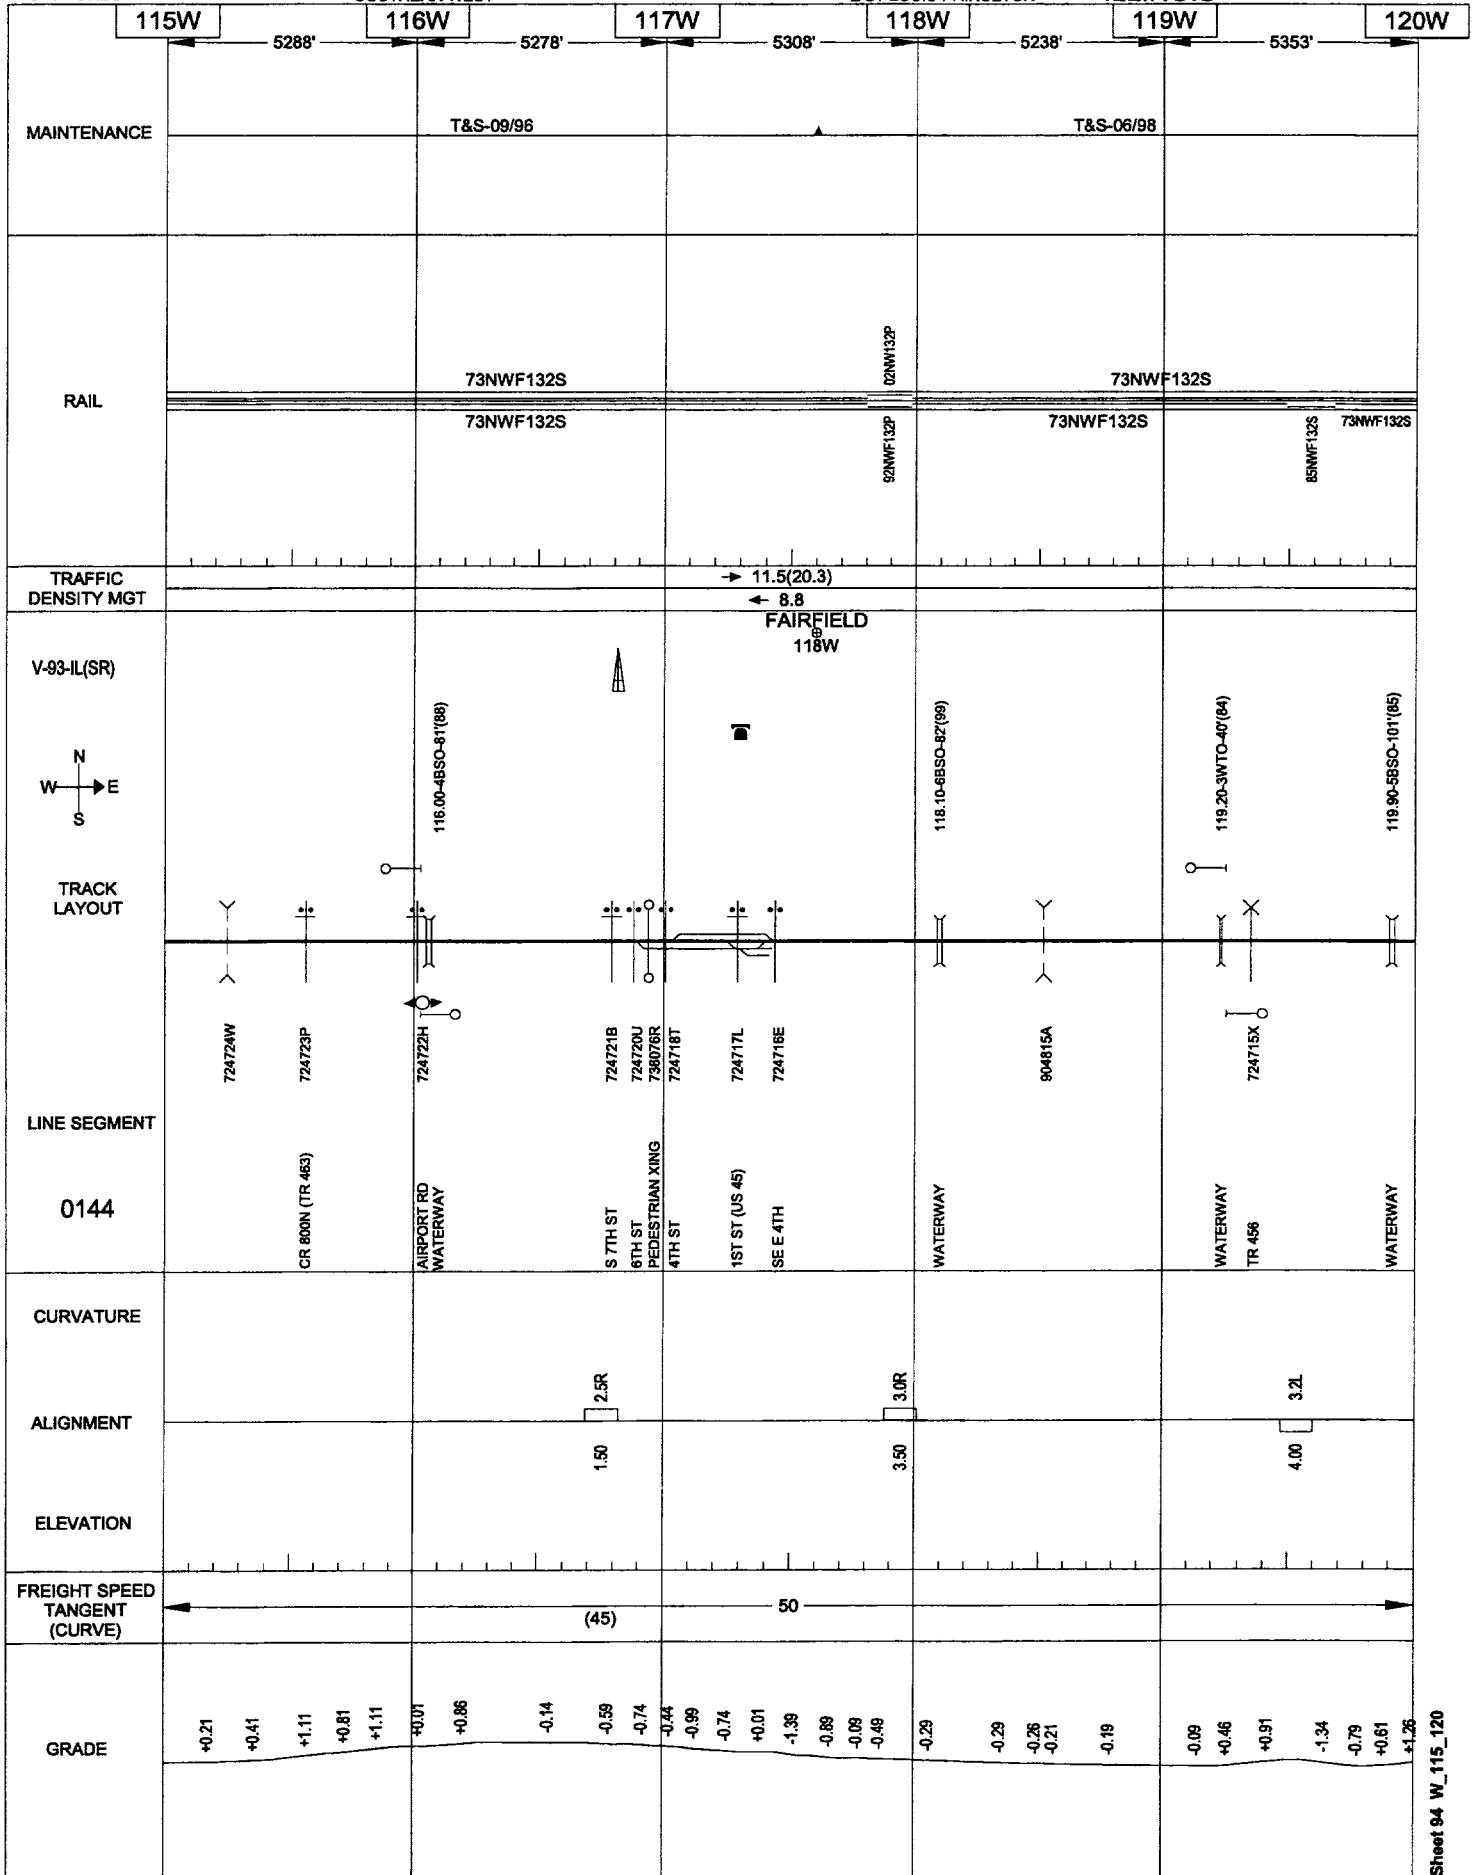 115W 116W 117W 118W 119W 120W
5288' 5278' 5308' 5238' 5353'
MAINTENANCE
T&S-09/96 T&S-06/98
RAIL
73NWF132S 02NW132P 73NWF132S
73NWF132S 92NWF132P 73NWF132S 85NWF132S 73NWF132S
TRAFFIC
DENSITY MGT
11.5(20.3)
8.8
FAIRFIELD
118W
V-93-IL(SR)
N
W E
S
116.00-4BSO-81'(88) 118.10-6BSO-82'(99) 119.20-3WTO-40'(84) 119.90-5BSO-101'(85)
TRACK
LAYOUT
724724W 724723P 724722H 724721B 724720U 736076R 724718T 724717L 724716E 904815A 724715X
LINE SEGMENT
0144
CR 800N (TR 463)
AIRPORT RD
WATERWAY
S 7TH ST
6TH ST
PEDESTRIAN XING
4TH ST
1ST ST (US 45)
SE E 4TH
WATERWAY
WATERWAY
TR 456
WATERWAY
CURVATURE
2.5R 3.0R 3.2L
ALIGNMENT
1.50 3.50 4.00
ELEVATION
FREIGHT SPEED
TANGENT
(CURVE)
(45) 50
GRADE
+0.21 +0.41 +1.11 +0.81 +1.11 +0.01 +0.86 -0.14 -0.59 -0.74 -0.44 -0.99 -0.74 +0.01 -1.39 -0.89 -0.09 -0.49 -0.29 -0.29 -0.26 -0.21 -0.19 -0.09 +0.46 +0.91 -1.34 -0.79 +0.61 +1.26
Sheet 94 W_115_120